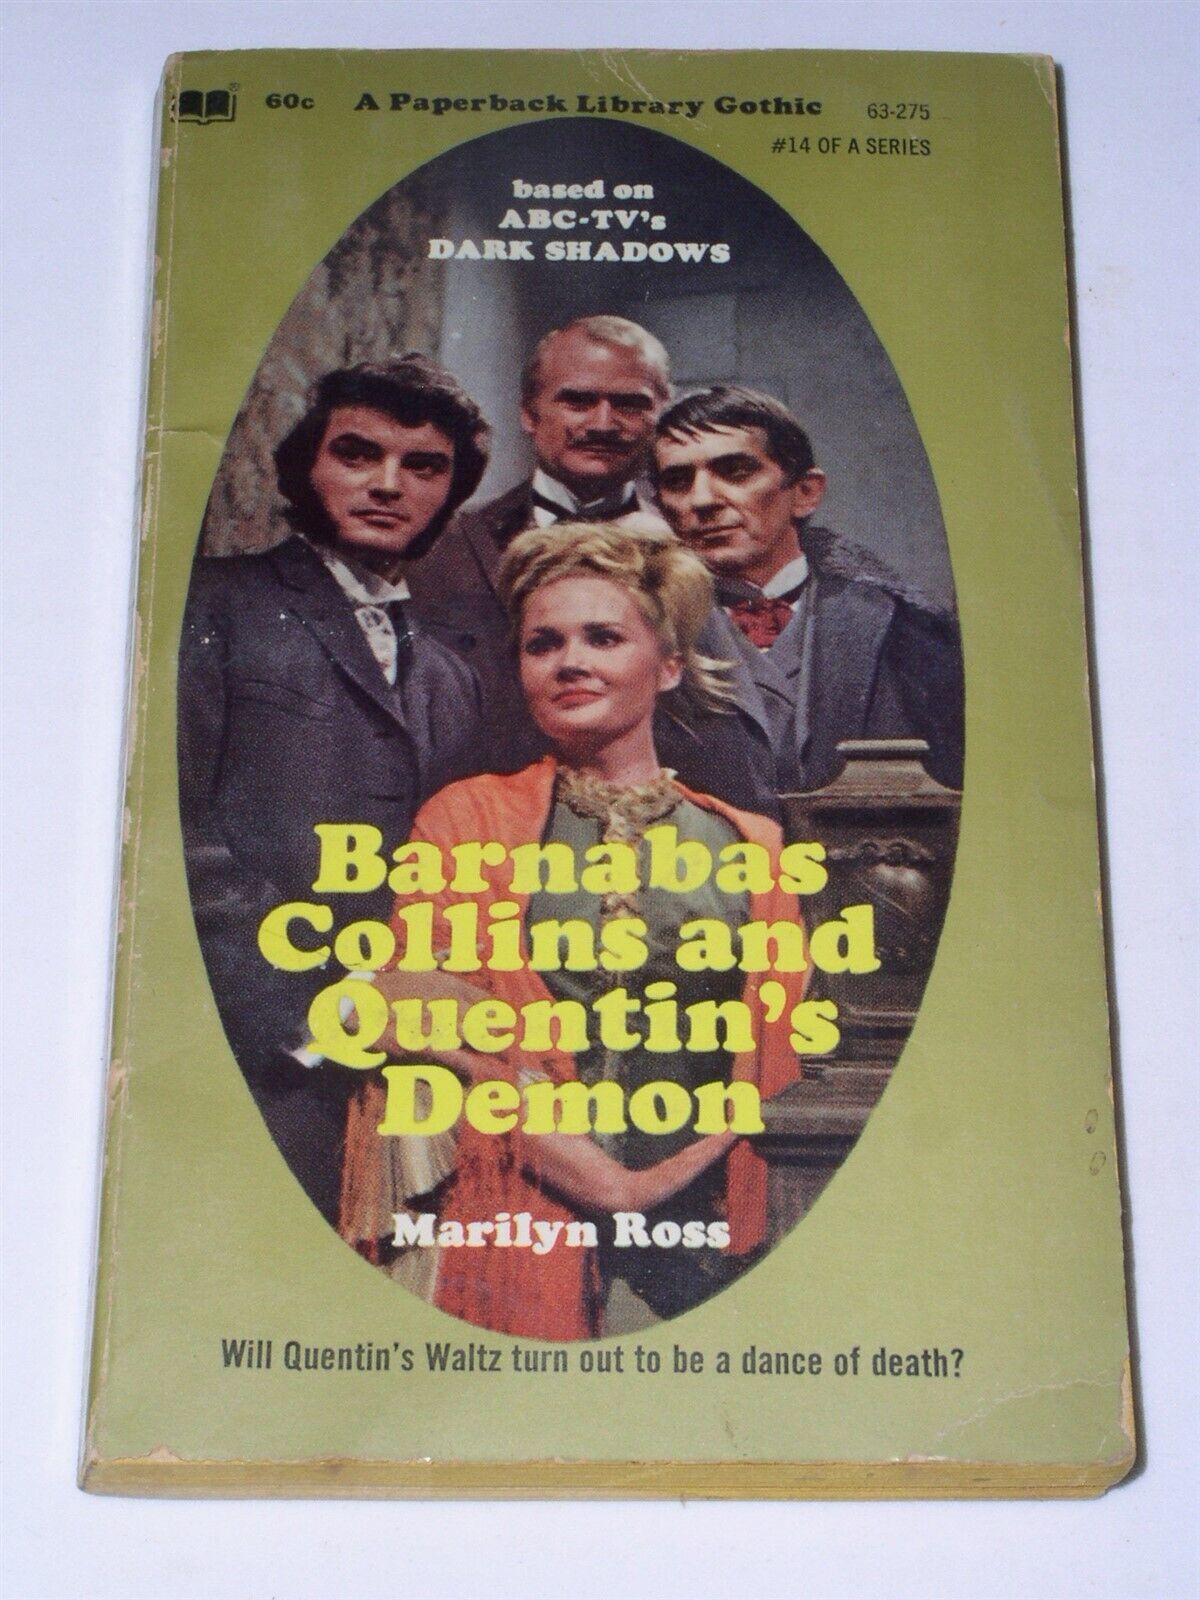 60c A Paperback Library Gothic 63-275
#14 OF A SERIES
based on
ABC-TV's
DARK SHADOWS
Barnabas
Collins and
Quentin's
Demon
Marilyn Ross
Will Quentin's Waltz turn out to be a dance of death?